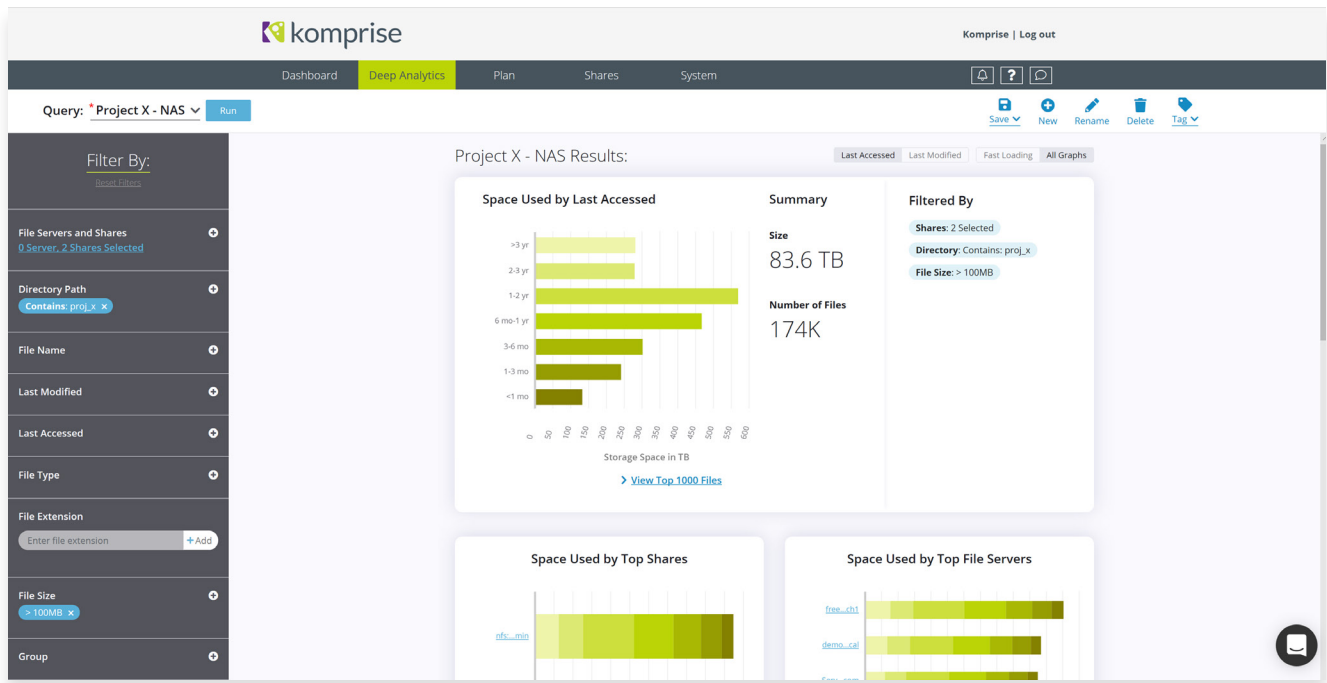 komprise
Komprise | Log out
Dashboard Deep Analytics Plan Shares System
?
Query: * Project X - NAS Run
Save New Rename Delete Tag
Filter By:
Reset Filters
File Servers and Shares
0 Server, 2 Shares Selected
Directory Path
Contains: proj_x ×
File Name
Last Modified
Last Accessed
File Type
File Extension
Enter file extension +Add
File Size
> 100MB ×
Group
Project X - NAS Results:
Last Accessed Last Modified Fast Loading All Graphs
Space Used by Last Accessed
>3 yr
2-3 yr
1-2 yr
6 mo-1 yr
3-6 mo
1-3 mo
<1 mo
0 50 100 150 200 250 300 350 400 450 500 550 600
Storage Space in TB
View Top 1000 Files
Summary
Size
83.6 TB
Number of Files
174K
Filtered By
Shares: 2 Selected
Directory: Contains: proj_x
File Size: > 100MB
Space Used by Top Shares
nfs:...min
Space Used by Top File Servers
free...ch1
demo...cal